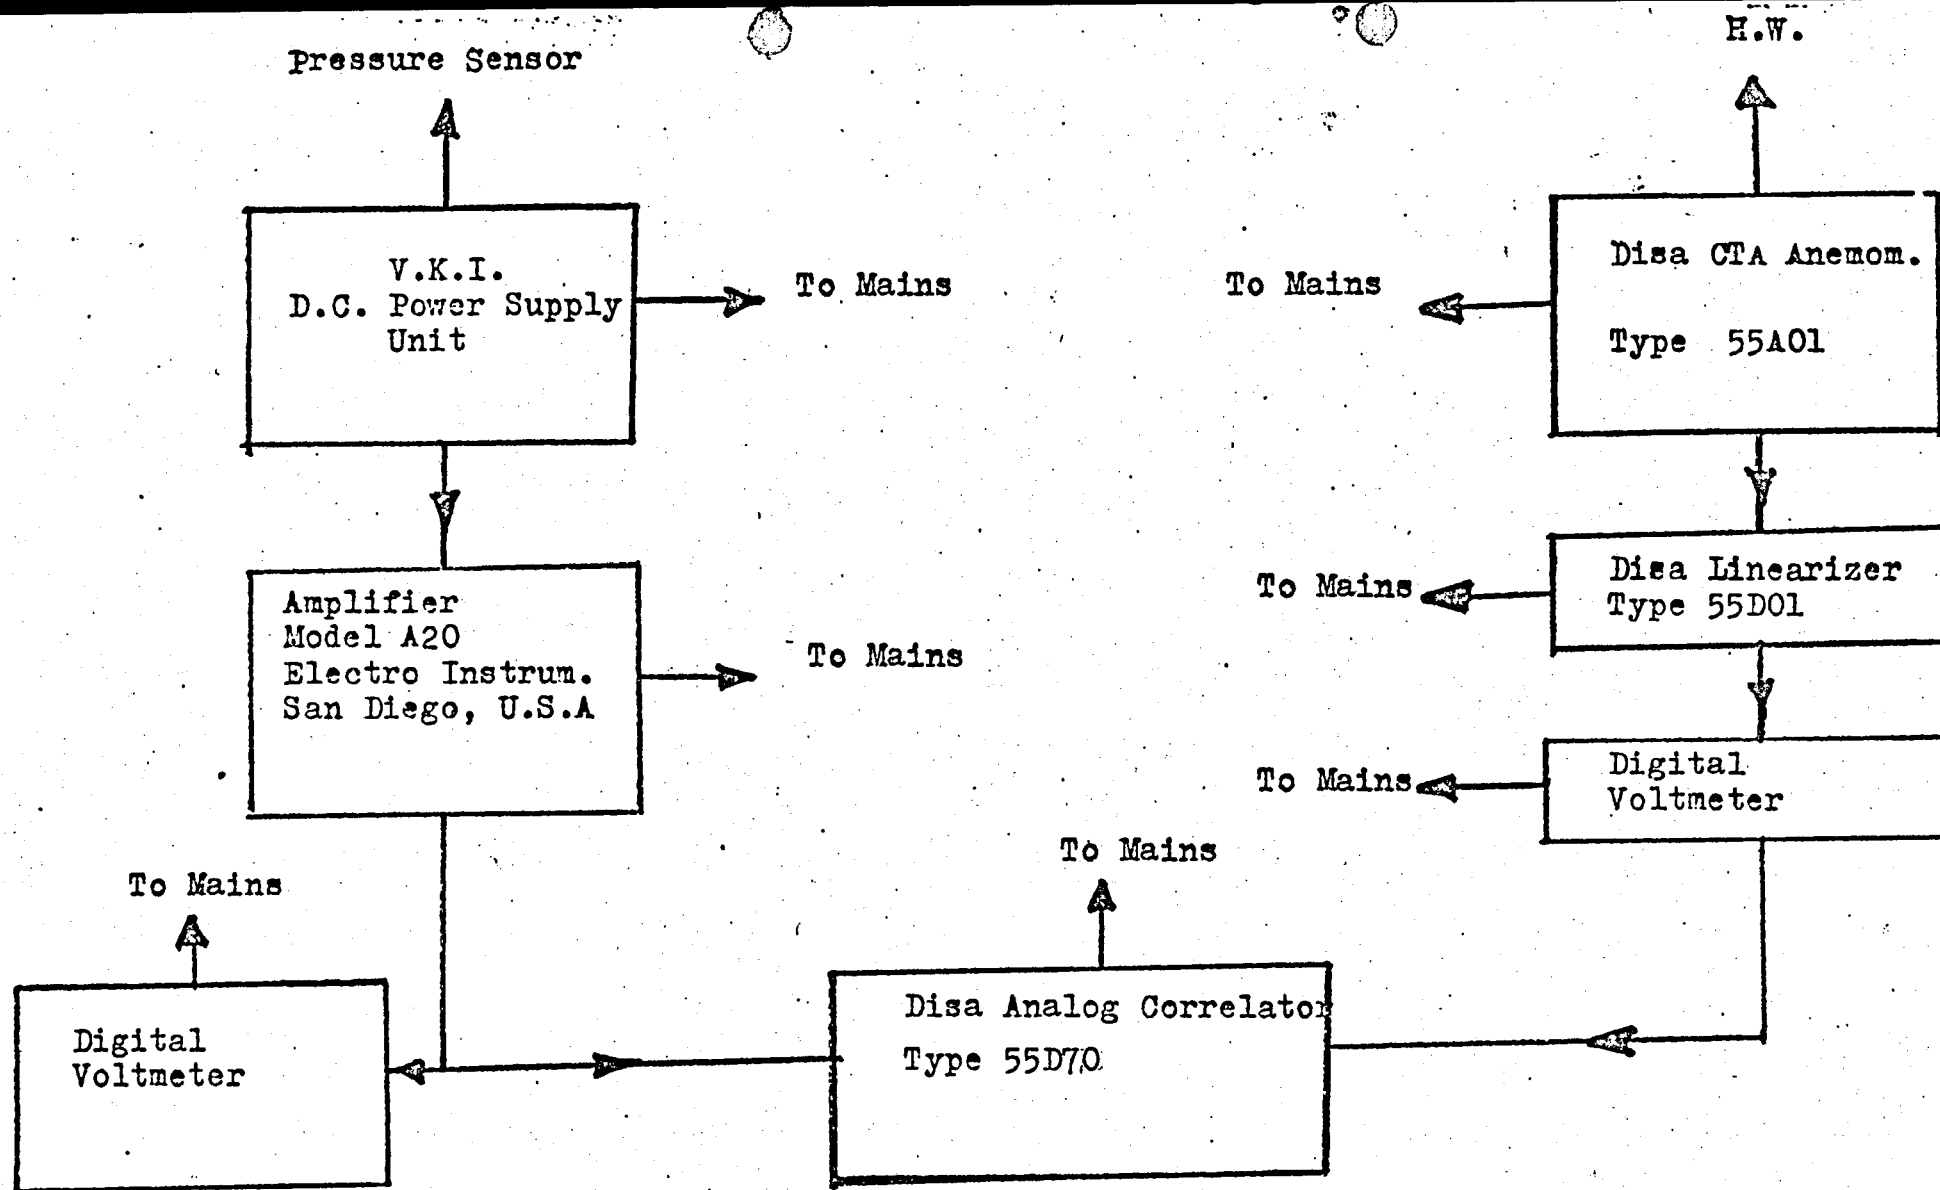 Pressure Sensor
H.W.
V.K.I.
D.C. Power Supply
Unit
To Mains
To Mains
Disa CTA Anemom.
Type 55A01
Amplifier
Model A20
Electro Instrum.
San Diego, U.S.A
To Mains
To Mains
Disa Linearizer
Type 55D01
To Mains
Digital
Voltmeter
To Mains
To Mains
Digital
Voltmeter
Disa Analog Correlator
Type 55D70